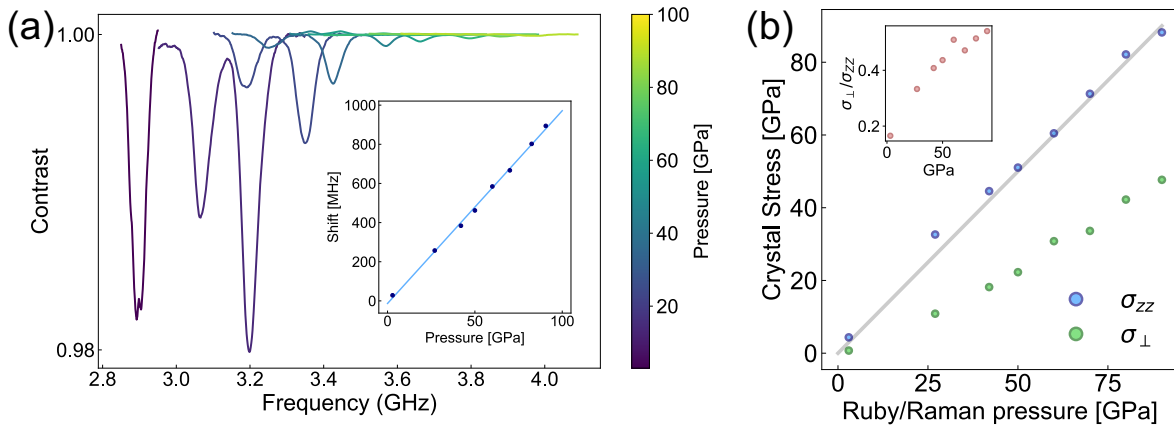 (a)
1.00
0.98
Contrast
2.8
3.0
3.2
3.4
3.6
3.8
4.0
Frequency (GHz)
1000
800
600
400
200
0
Shift [MHz]
0
50
100
Pressure [GPa]
100
80
60
40
20
Pressure [GPa]
(b)
80
60
40
20
0
Crystal Stress [GPa]
0.4
0.2
σ⊥/σZZ
0
50
GPa
σzz
σ⊥
0
25
50
75
Ruby/Raman pressure [GPa]